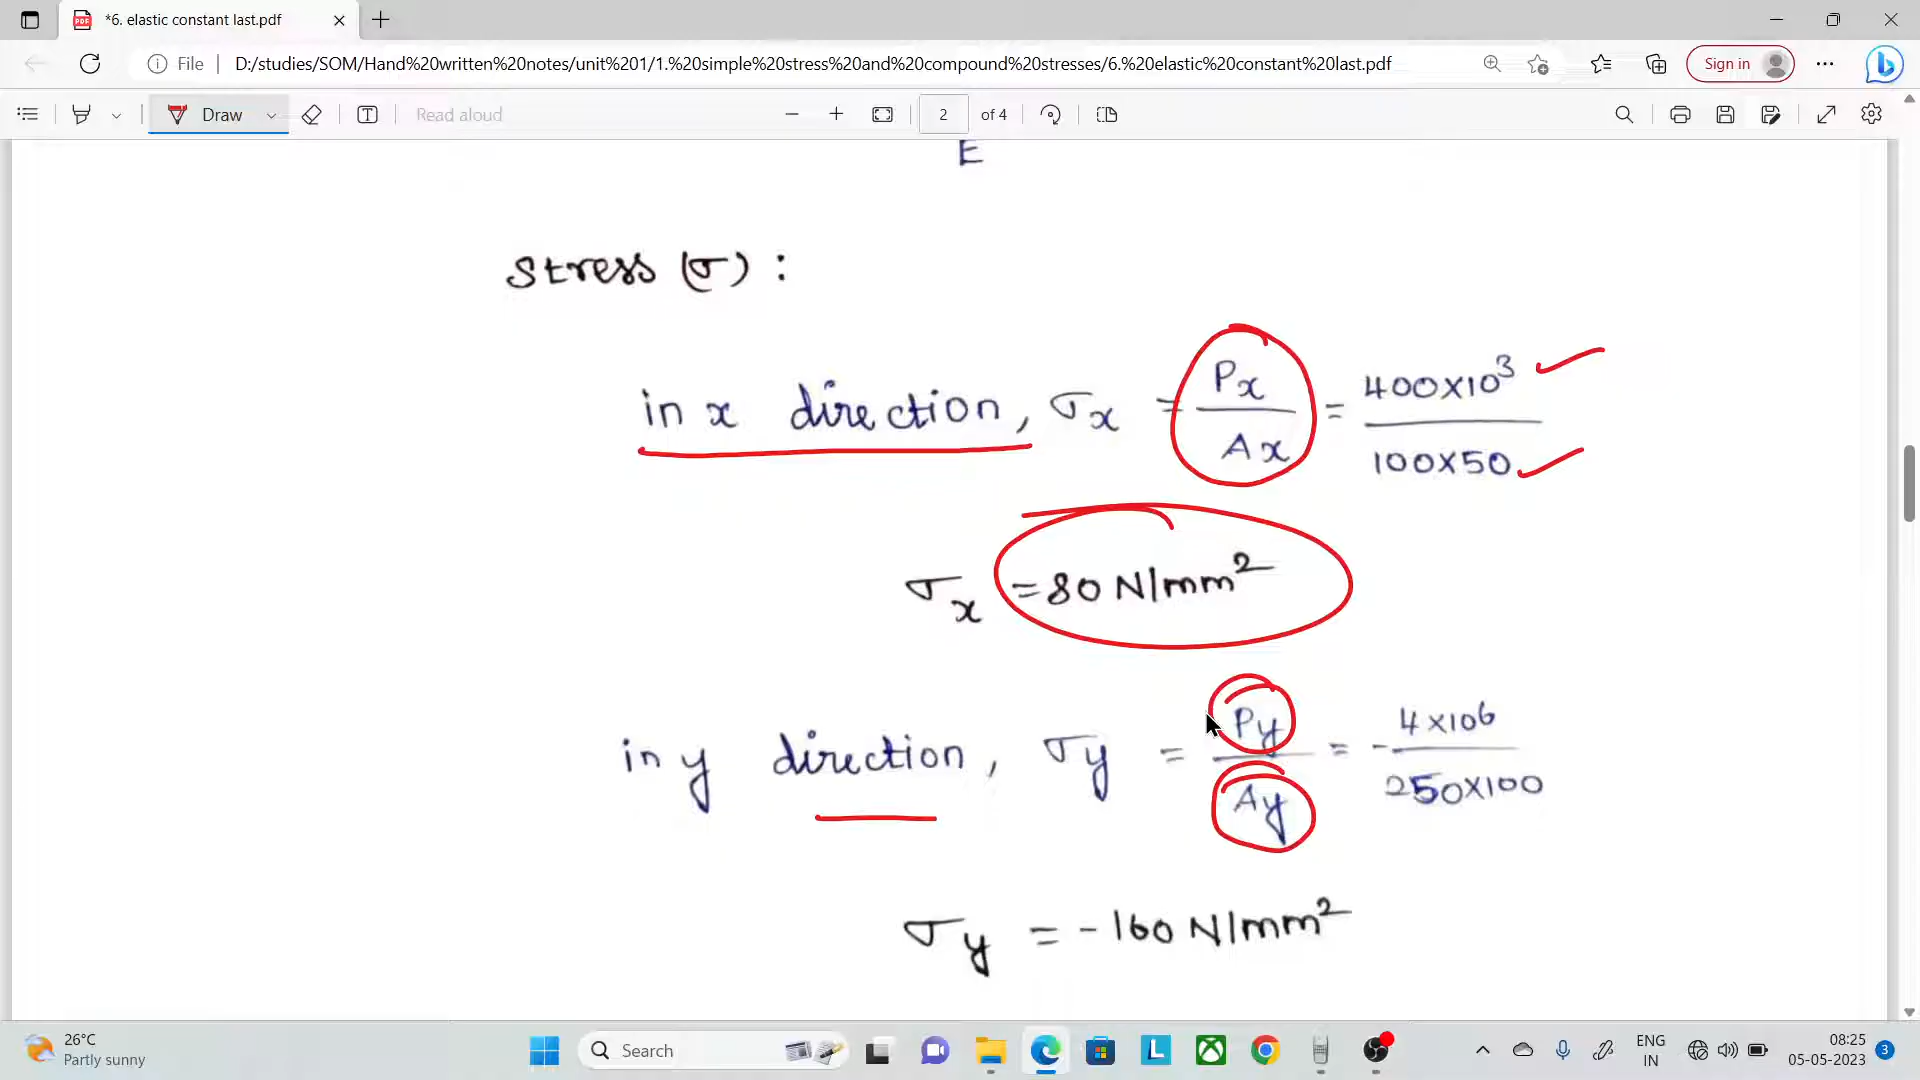 *6. elastic constant last.pdf
File
D:/studies/SOM/Hand%20written%20notes/unit%201/1.%20simple%20stress%20and%20compound%20stresses/6.%20elastic%20constant%20last.pdf
Sign in
Draw
Read aloud
2 of 4
E
Stress (σ) :
in x direction, σx = Px/Ax = 400x10³/100x50
σx = 80 N/mm²
in y direction, σy = Py/Ay = - 4x10⁶/250x100
σy = -160 N/mm²
26°C
Partly sunny
Search
ENG
IN
08:25
05-05-2023
3